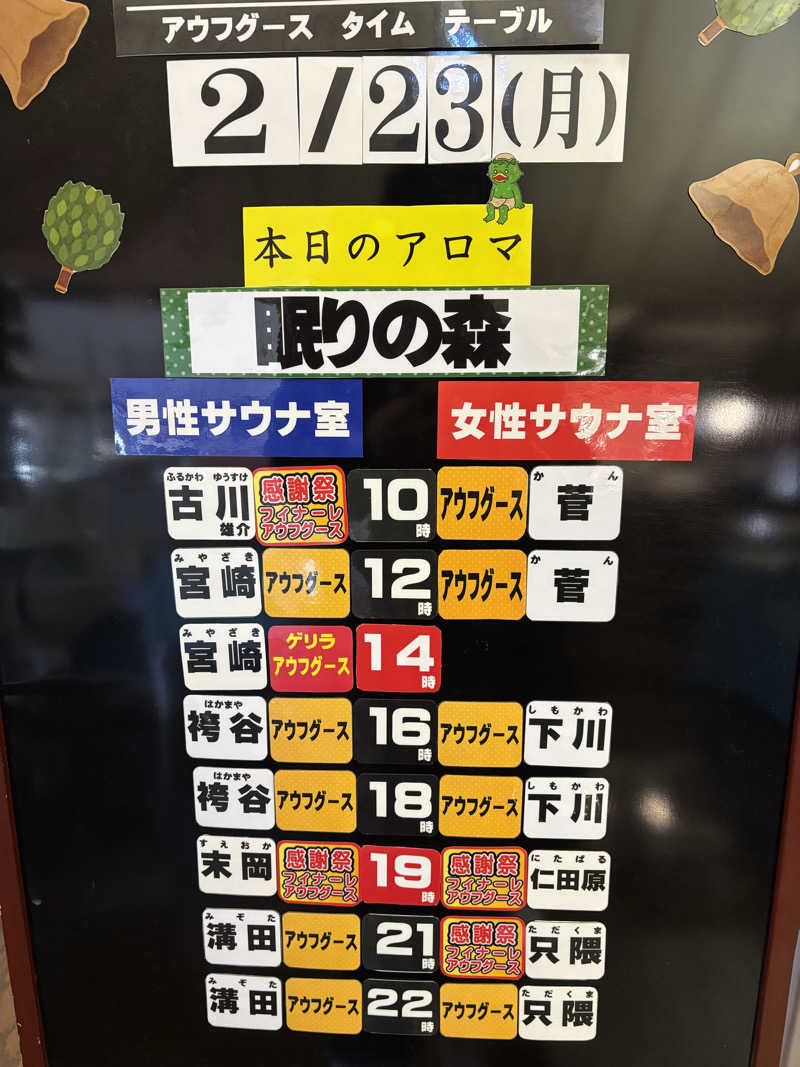 アウフグース タイム テーブル
2/23(月)
本日のアロマ
眠りの森
男性サウナ室 女性サウナ室
ふるかわ ゆうすけ 感謝祭 かん
古川 フィナーレ 10時 アウフグース 菅
雄介 アウフグース
みやざき かん
宮崎 アウフグース 12時 アウフグース 菅
みやざき ゲリラ
宮崎 アウフグース 14時
はかまや しもかわ
袴谷 アウフグース 16時 アウフグース 下川
はかまや しもかわ
袴谷 アウフグース 18時 アウフグース 下川
すえおか 感謝祭 感謝祭 にたばる
末岡 フィナーレ 19時 フィナーレ 仁田原
アウフグース アウフグース
みぞた 感謝祭 ただくま
溝田 アウフグース 21時 フィナーレ 只隈
アウフグース
みぞた ただくま
溝田 アウフグース 22時 アウフグース 只隈